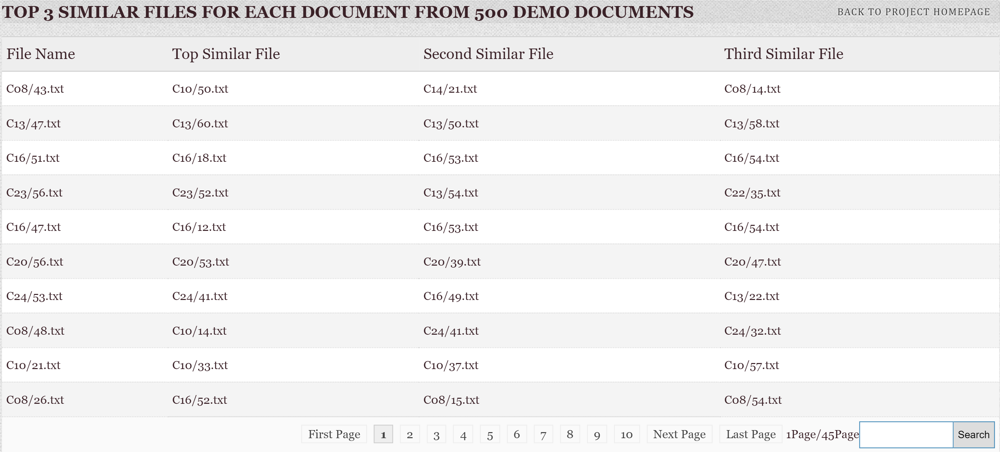 TOP 3 SIMILAR FILES FOR EACH DOCUMENT FROM 500 DEMO DOCUMENTS BACK TO PROJECT HOMEPAGE
File Name Top Similar File Second Similar File Third Similar File
C08/43.txt C10/50.txt C14/21.txt C08/14.txt
C13/47.txt C13/60.txt C13/50.txt C13/58.txt
C16/51.txt C16/18.txt C16/53.txt C16/54.txt
C23/56.txt C23/52.txt C13/54.txt C22/35.txt
C16/47.txt C16/12.txt C16/53.txt C16/54.txt
C20/56.txt C20/53.txt C20/39.txt C20/47.txt
C24/53.txt C24/41.txt C16/49.txt C13/22.txt
C08/48.txt C10/14.txt C24/41.txt C24/32.txt
C10/21.txt C10/33.txt C10/37.txt C10/57.txt
C08/26.txt C16/52.txt C08/15.txt C08/54.txt
First Page 1 2 3 4 5 6 7 8 9 10 Next Page Last Page 1Page/45Page Search